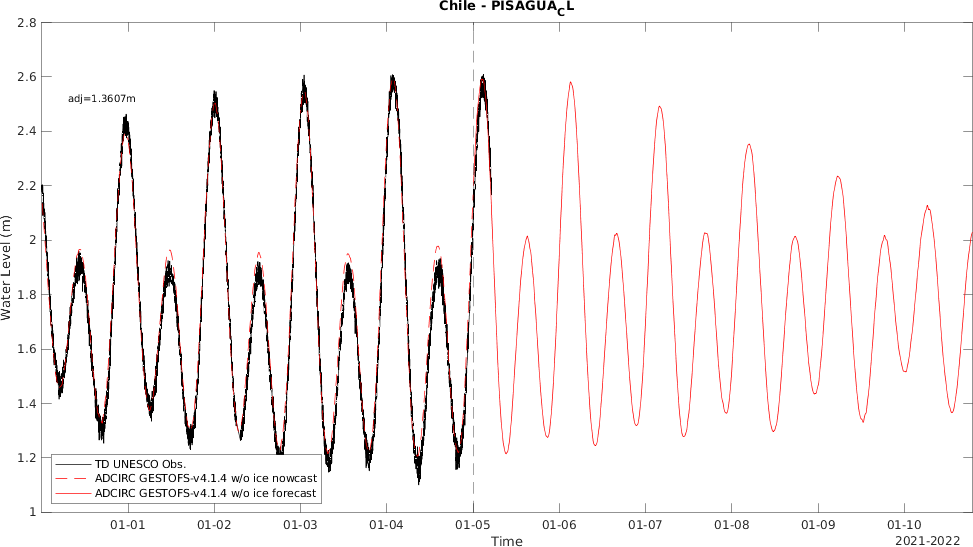 Chile - PISAGUACL
2.8
2.6
2.4
2.2
2
1.8
1.6
1.4
1.2
1
Water Level (m)
adj=1.3607m
TD UNESCO Obs.
ADCIRC GESTOFS-v4.1.4 w/o ice nowcast
ADCIRC GESTOFS-v4.1.4 w/o ice forecast
01-01 01-02 01-03 01-04 01-05 01-06 01-07 01-08 01-09 01-10
Time
2021-2022